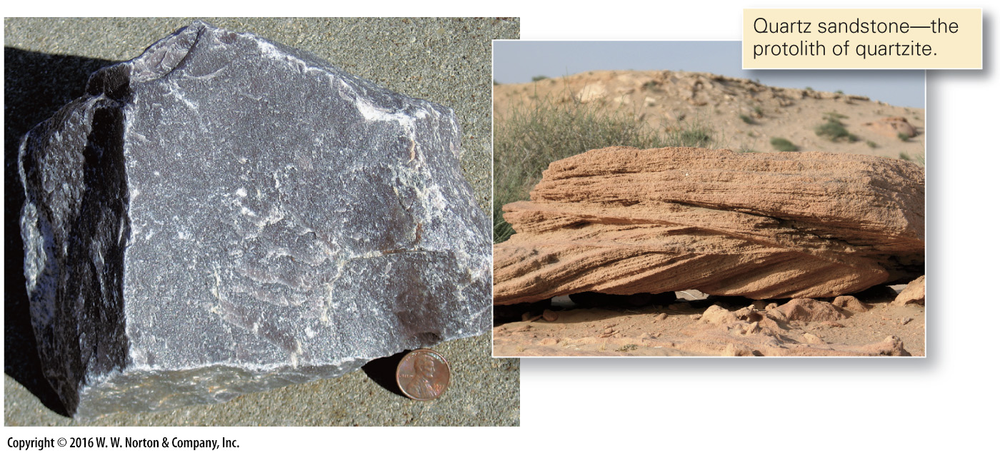 Quartz sandstone—the
protolith of quartzite.
Copyright © 2016 W. W. Norton & Company, Inc.